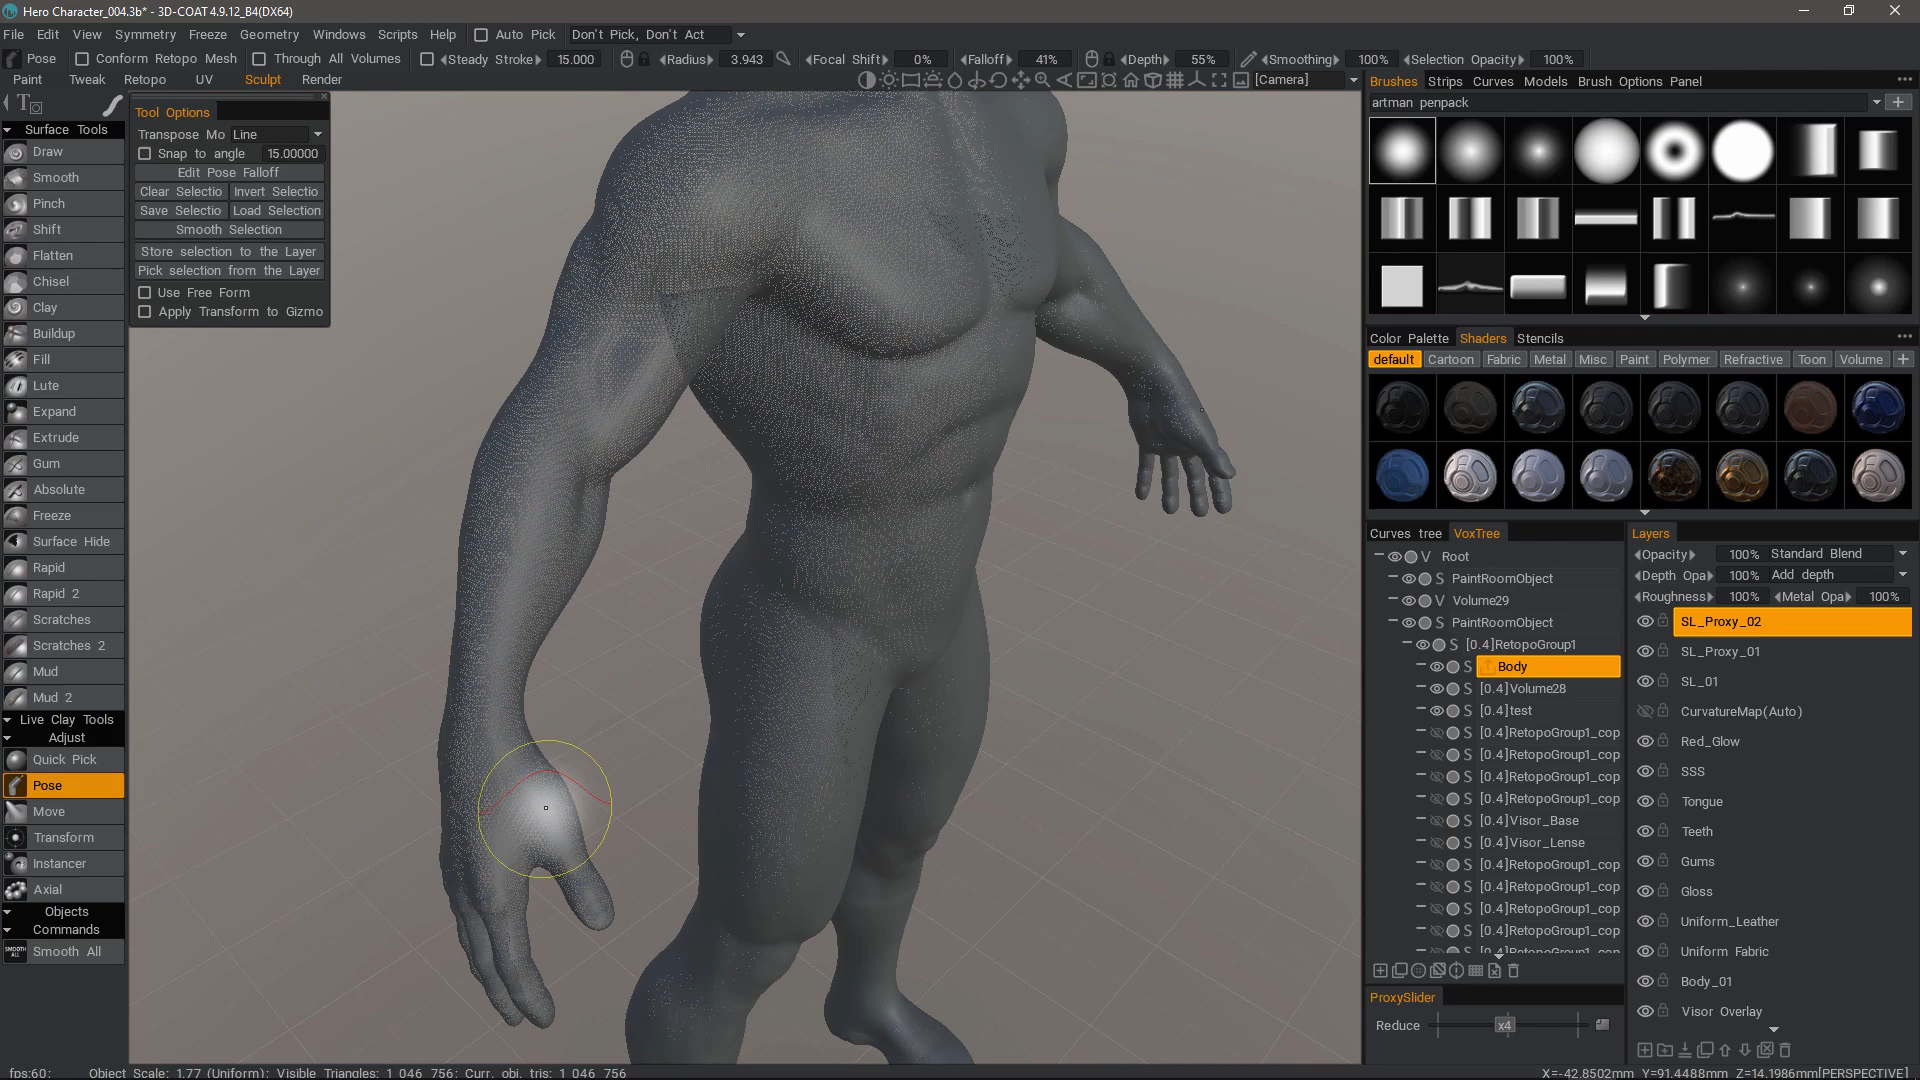 Hero Character_004.3b* - 3D-COAT 4.9.12_B4(DX64)
File Edit View Symmetry Freeze Geometry Windows Scripts Help Auto Pick Don't Pick, Don't Act
Pose Conform Retopo Mesh Through All Volumes Steady Stroke 15.000 Radius 3.943 Focal Shift 0% Falloff 41% Depth 55% Smoothing 100% Selection Opacity 100%
Paint Tweak Retopo UV Sculpt Render [Camera]
Surface Tools
Draw
Smooth
Pinch
Shift
Flatten
Chisel
Clay
Buildup
Fill
Lute
Expand
Extrude
Gum
Absolute
Freeze
Surface Hide
Rapid
Rapid 2
Scratches
Scratches 2
Mud
Mud 2
Live Clay Tools
Adjust
Quick Pick
Pose
Move
Transform
Instancer
Axial
Objects
Commands
SMOOTH ALL
Smooth All
Tool Options
Transpose Mo Line
Snap to angle 15.00000
Edit Pose Falloff
Clear Selectio Invert Selectio
Save Selectio Load Selection
Smooth Selection
Store selection to the Layer
Pick selection from the Layer
Use Free Form
Apply Transform to Gizmo
Brushes Strips Curves Models Brush Options Panel
artman penpack
Color Palette Shaders Stencils
default Cartoon Fabric Metal Misc Paint Polymer Refractive Toon Volume
Curves tree VoxTree
V Root
S PaintRoomObject
V Volume29
S PaintRoomObject
S [0.4]RetopoGroup1
S Body
S [0.4]Volume28
S [0.4]test
S [0.4]RetopoGroup1_cop
S [0.4]RetopoGroup1_cop
S [0.4]RetopoGroup1_cop
S [0.4]RetopoGroup1_cop
S [0.4]Visor_Base
S [0.4]Visor_Lense
S [0.4]RetopoGroup1_cop
S [0.4]RetopoGroup1_cop
S [0.4]RetopoGroup1_cop
S [0.4]RetopoGroup1_cop
S [0.4]RetopoGroup1_cop
ProxySlider
Reduce x4
Layers
Opacity 100% Standard Blend
Depth Opa 100% Add depth
Roughness 100% Metal Opa 100%
SL_Proxy_02
SL_Proxy_01
SL_01
CurvatureMap(Auto)
Red_Glow
SSS
Tongue
Teeth
Gums
Gloss
Uniform_Leather
Uniform Fabric
Body_01
Visor Overlay
fps:60; Object Scale: 1.77 (Uniform); Visible Triangles: 1 046 756; Curr. obj. tris: 1 046 756 X=-42.8502mm Y=91.4488mm Z=14.1986mm[PERSPECTIVE]